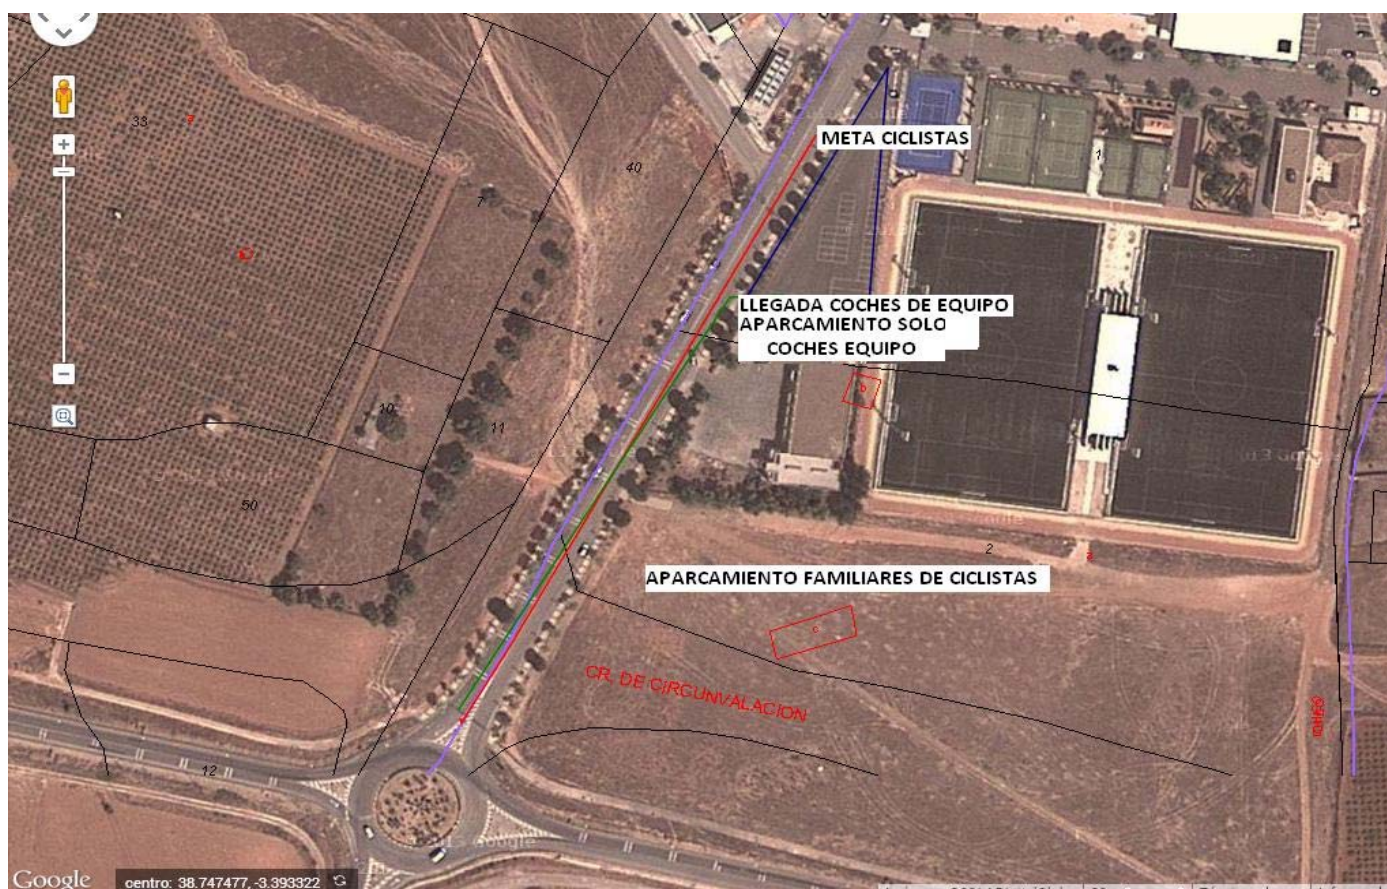 33
40
7
META CICLISTAS
1
LLEGADA COCHES DE EQUIPO
APARCAMIENTO SOLO
COCHES EQUIPO
b
10
11
50
2
APARCAMIENTO FAMILIARES DE CICLISTAS
c
CR. DE CIRCUNVALACION
12
Google
centro: 38.747477, -3.393322